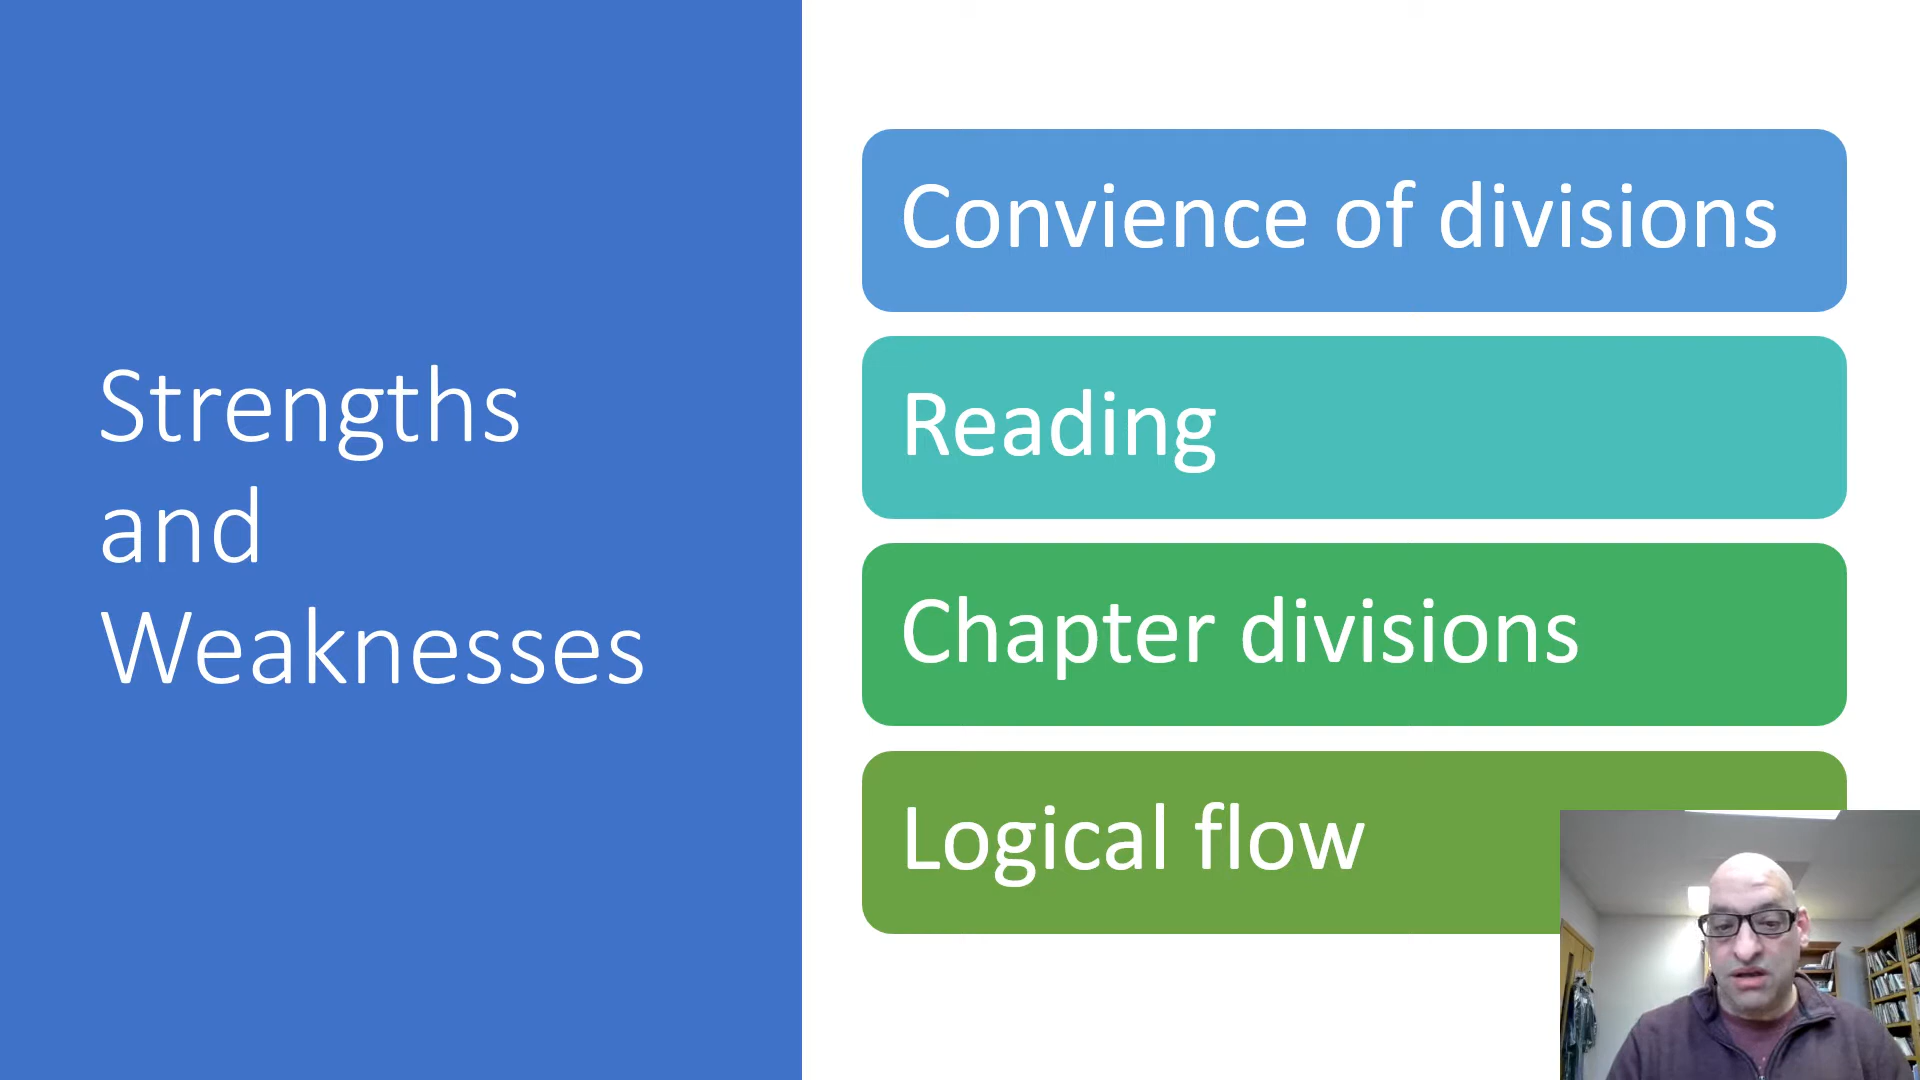 Strengths
and
Weaknesses
Convience of divisions
Reading
Chapter divisions
Logical flow